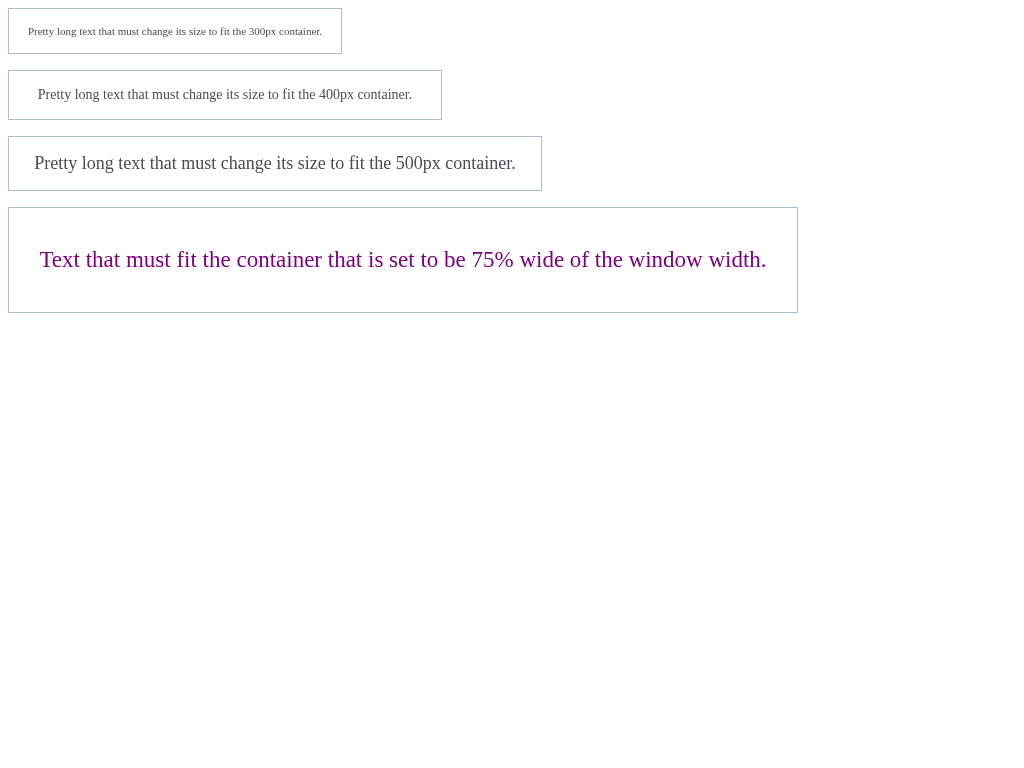 Pretty long text that must change its size to fit the 300px container.
Pretty long text that must change its size to fit the 400px container.
Pretty long text that must change its size to fit the 500px container.
Text that must fit the container that is set to be 75% wide of the window width.